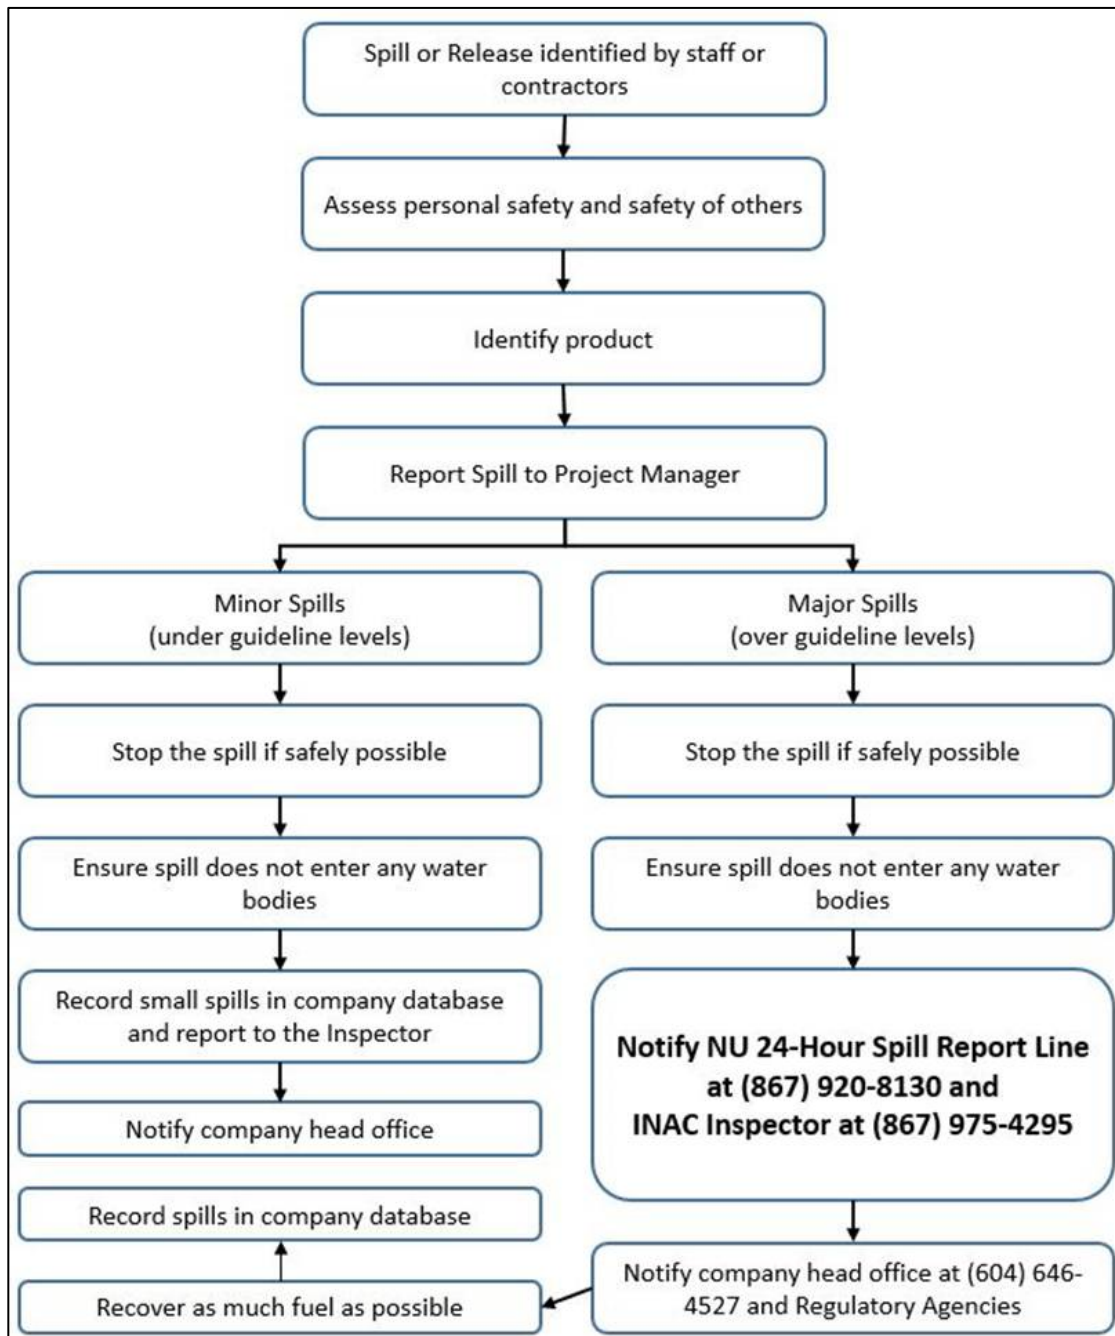 Spill or Release identified by staff or
contractors
Assess personal safety and safety of others
Identify product
Report Spill to Project Manager
Minor Spills
(under guideline levels)
Stop the spill if safely possible
Ensure spill does not enter any water
bodies
Record small spills in company database
and report to the Inspector
Notify company head office
Major Spills
(over guideline levels)
Stop the spill if safely possible
Ensure spill does not enter any water
bodies
Notify NU 24-Hour Spill Report Line
at (867) 920-8130 and
INAC Inspector at (867) 975-4295
Notify company head office at (604) 646-
4527 and Regulatory Agencies
Recover as much fuel as possible
Record spills in company database